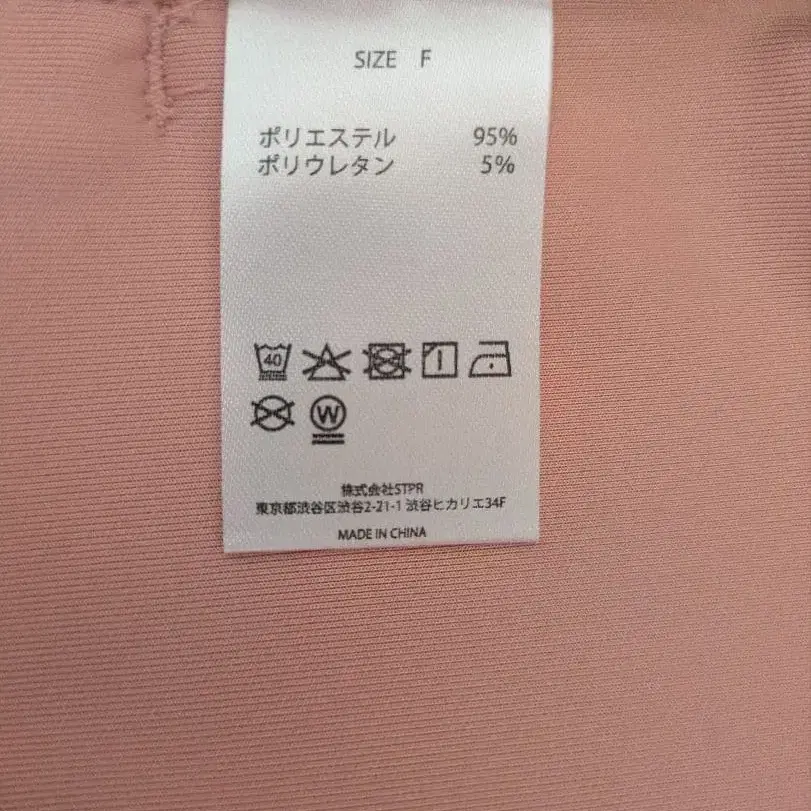 SIZE F
ポリエステル 95%
ポリウレタン 5%
40
W
株式会社STPR
東京都渋谷区渋谷2-21-1 渋谷ヒカリエ34F
MADE IN CHINA